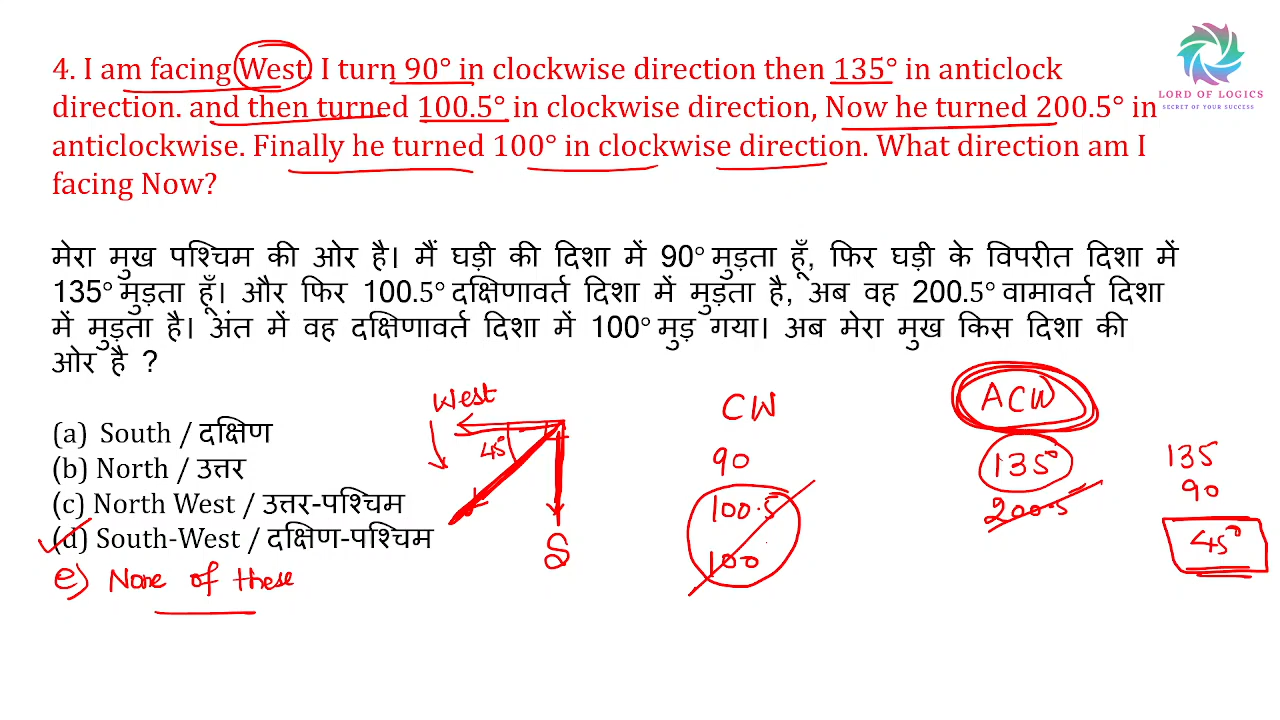 4. I am facing West. I turn 90° in clockwise direction then 135° in anticlock
direction. and then turned 100.5° in clockwise direction, Now he turned 200.5° in
anticlockwise. Finally he turned 100° in clockwise direction. What direction am I
facing Now?
LORD OF LOGICS
SECRET OF YOUR SUCCESS
मेरा मुख पश्चिम की ओर है। मैं घड़ी की दिशा में 90° मुड़ता हूँ, फिर घड़ी के विपरीत दिशा में
135° मुड़ता हूँ। और फिर 100.5° दक्षिणावर्त दिशा में मुड़ता है, अब वह 200.5° वामावर्त दिशा
में मुड़ता है। अंत में वह दक्षिणावर्त दिशा में 100° मुड़ गया। अब मेरा मुख किस दिशा की
ओर है ?
(a) South / दक्षिण
(b) North / उत्तर
(c) North West / उत्तर-पश्चिम
(d) South-West / दक्षिण-पश्चिम
e) None of these
West
45°
S
CW
90
100.5
100
ACW
135°
200.5
135
90
45°